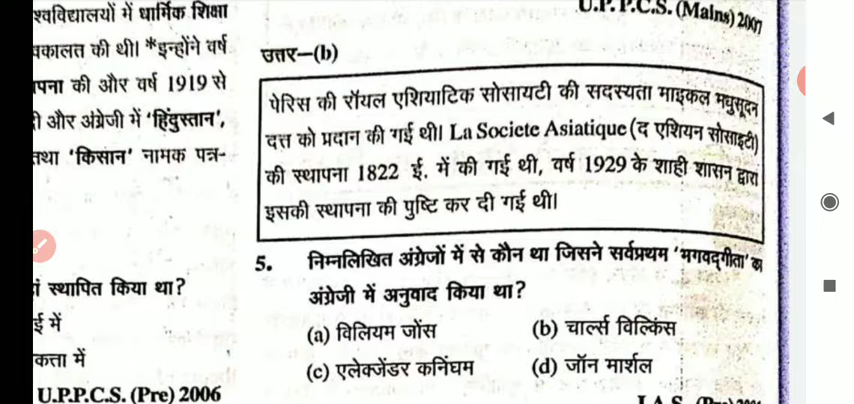 श्वविद्यालयों में धार्मिक शिक्षा
वकालत की थी। *इन्होंने वर्ष
पना की और वर्ष 1919 से
और अंग्रेजी में 'हिंदुस्तान',
तथा 'किसान' नामक पत्र-
स्थापित किया था?
ई में
कत्ता में
U.P.P.C.S. (Pre) 2006
U.P.P.C.S. (Mains) 2007
उत्तर—(b)
पेरिस की रॉयल एशियाटिक सोसायटी की सदस्यता माइकल मधुसूदन
दत्त को प्रदान की गई थी। La Societe Asiatique (द एशियन सोसाइटी)
की स्थापना 1822 ई. में की गई थी, वर्ष 1929 के शाही शासन द्वारा
इसकी स्थापना की पुष्टि कर दी गई थी।
5. निम्नलिखित अंग्रेजों में से कौन था जिसने सर्वप्रथम 'भगवद्गीता' का
अंग्रेजी में अनुवाद किया था?
(a) विलियम जोंस (b) चार्ल्स विल्किंस
(c) एलेक्जेंडर कनिंघम (d) जॉन मार्शल